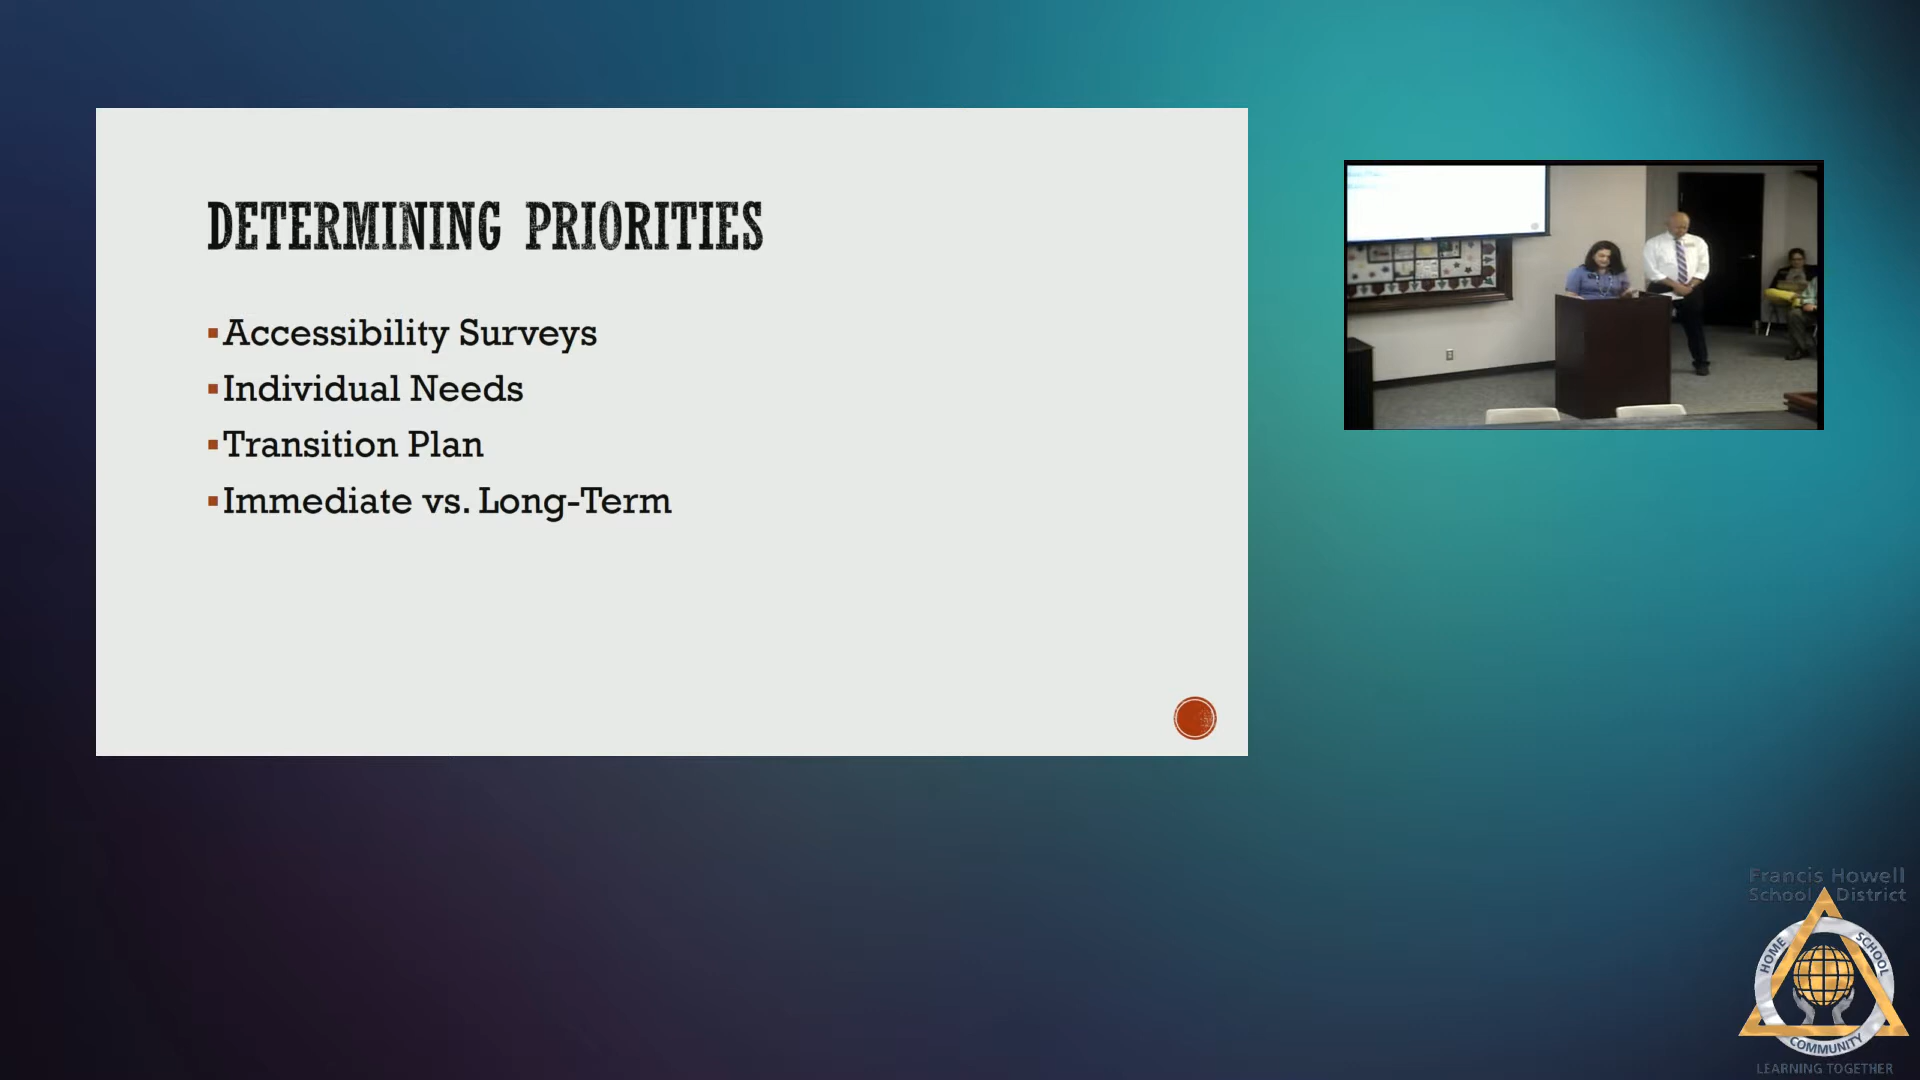 DETERMINING PRIORITIES
Accessibility Surveys
Individual Needs
Transition Plan
Immediate vs. Long-Term
Francis Howell
School District
HOME
SCHOOL
COMMUNITY
LEARNING TOGETHER